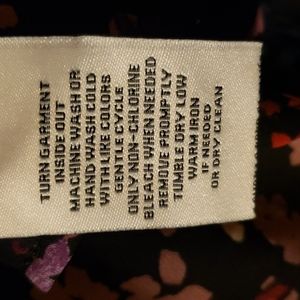 TURN GARMENT
INSIDE OUT
MACHINE WASH OR
HAND WASH COLD
WITH LIKE COLORS
GENTLE CYCLE
ONLY NON-CHLORINE
BLEACH WHEN NEEDED
REMOVE PROMPTLY
TUMBLE DRY LOW
WARM IRON
IF NEEDED
OR DRY CLEAN